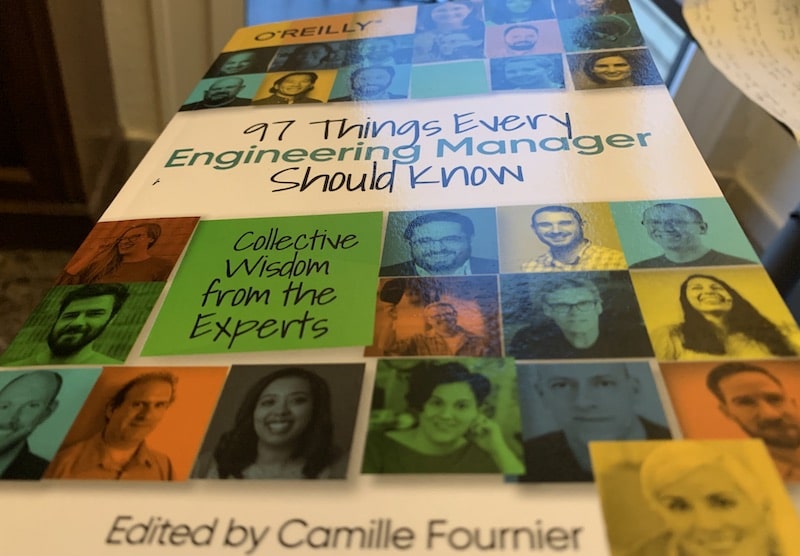 O'REILLY
97 Things Every
Engineering Manager
Should Know
Collective
Wisdom
from the
Experts
Edited by Camille Fournier